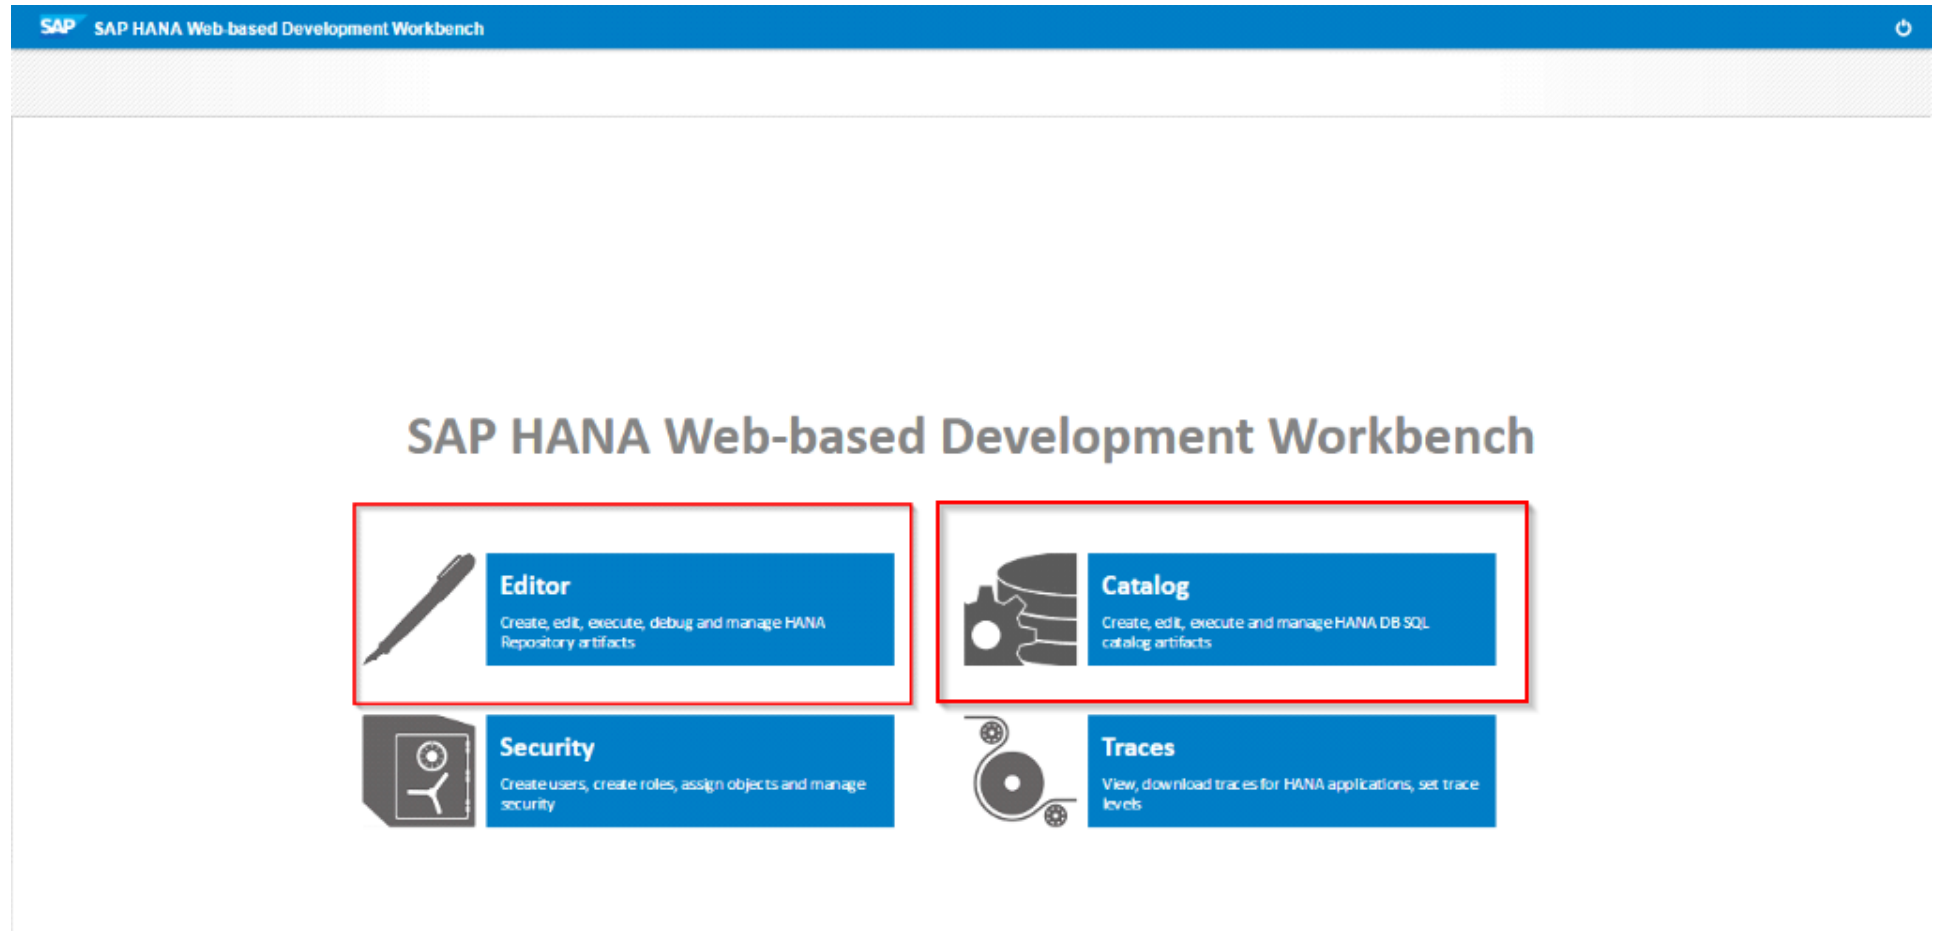 SAP SAP HANA Web-based Development Workbench
SAP HANA Web-based Development Workbench
Editor
Create, edit, execute, debug and manage HANA
Repository artifacts
Catalog
Create, edit, execute and manage HANA DB SQL
catalog artifacts
Security
Create users, create roles, assign objects and manage
security
Traces
View, download traces for HANA applications, set trace
levels